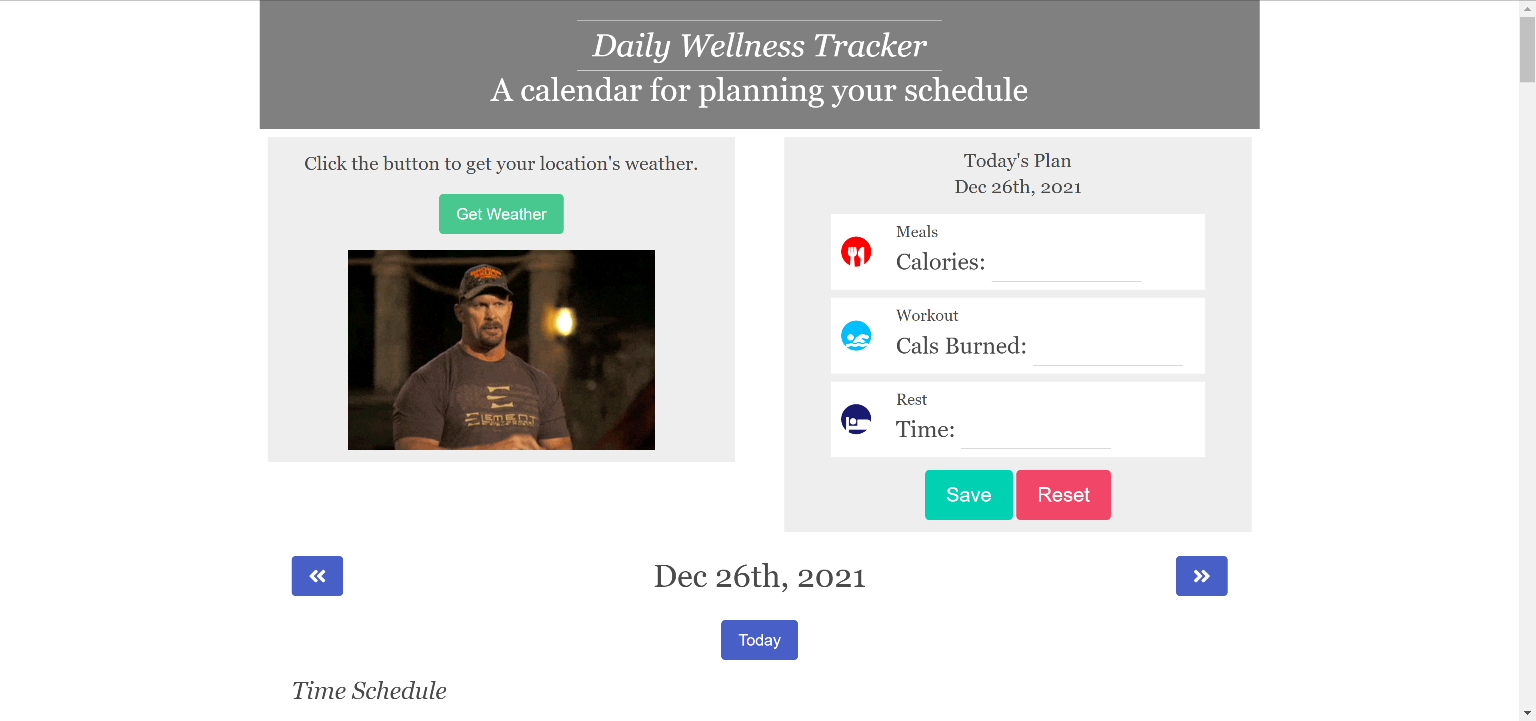 Daily Wellness Tracker
A calendar for planning your schedule
Click the button to get your location's weather.
Get Weather
ELEMENT
Today's Plan
Dec 26th, 2021
Meals
Calories:
Workout
Cals Burned:
Rest
Time:
Save
Reset
Dec 26th, 2021
Today
Time Schedule